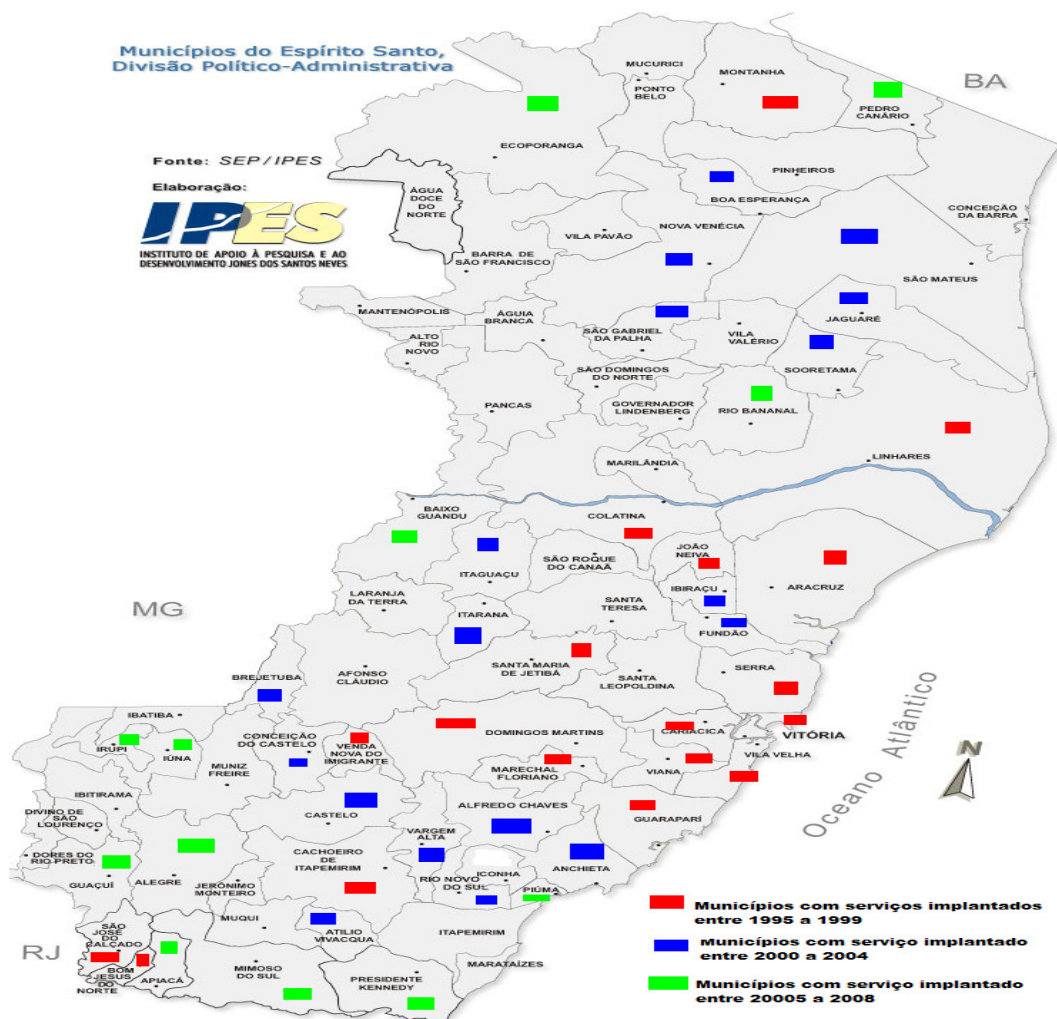 Municípios do Espírito Santo,
Divisão Político-Administrativa
BA
Fonte: SEP/IPES
Elaboração:
IPES
INSTITUTO DE APOIO À PESQUISA E AO
DESENVOLVIMENTO JONES DOS SANTOS NEVES
MUCURICI
PONTO
BELO
MONTANHA
PEDRO
CANÁRIO
ECOPORANGA
PINHEIROS
ÁGUA
DOCE
DO
NORTE
BOA ESPERANÇA
CONCEIÇÃO
DA BARRA
VILA PAVÃO
NOVA VENÉCIA
BARRA DE
SÃO FRANCISCO
SÃO MATEUS
MANTENÓPOLIS
ÁGUIA
BRANCA
SÃO GABRIEL
DA PALHA
VILA
VALÉRIO
JAGUARÉ
ALTO
RIO
NOVO
SÃO DOMINGOS
DO NORTE
SOORETAMA
PANCAS
GOVERNADOR
LINDENBERG
RIO BANANAL
MARILÂNDIA
LINHARES
BAIXO
GUANDU
COLATINA
SÃO ROQUE
DO CANAÃ
JOÃO
NEIVA
ITAGUAÇU
IBIRAÇU
ARACRUZ
LARANJA
DA TERRA
ITARANA
SANTA
TERESA
FUNDÃO
MG
AFONSO
CLÁUDIO
SANTA MARIA
DE JETIBÁ
SANTA
LEOPOLDINA
SERRA
BREJETUBA
IBATIBA
IRUPI
IÚNA
CONCEIÇÃO
DO CASTELO
VENDA
NOVA DO
IMIGRANTE
DOMINGOS MARTINS
CARIACICA
VITÓRIA
VILA VELHA
MUNIZ
FREIRE
MARECHAL
FLORIANO
VIANA
Oceano Atlântico
N
IBITIRAMA
CASTELO
ALFREDO CHAVES
GUARAPARÍ
DIVINO DE
SÃO
LOURENÇO
VARGEM
ALTA
DORES DO
RIO PRETO
CACHOEIRO
DE
ITAPEMIRIM
ANCHIETA
GUAÇUÍ
ALEGRE
JERÔNIMO
MONTEIRO
RIO NOVO
DO SUL
ICONHA
PIÚMA
MUQUI
ATILIO
VIVACQUA
ITAPEMIRIM
RJ
SÃO
JOSÉ DO
CALÇADO
BOM
JESUS DO
NORTE
APIACÁ
MIMOSO
DO SUL
PRESIDENTE
KENNEDY
MARATAÍZES
Municípios com serviços implantados
entre 1995 a 1999
Municípios com serviço implantado
entre 2000 a 2004
Municípios com serviço implantado
entre 20005 a 2008